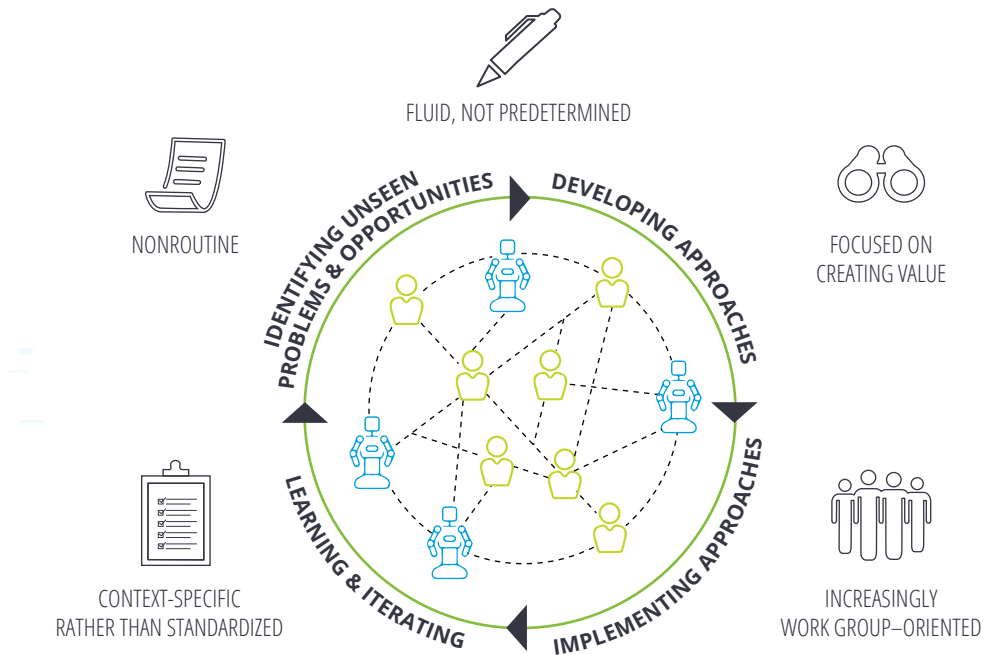 FLUID, NOT PREDETERMINED
NONROUTINE
FOCUSED ON
CREATING VALUE
IDENTIFYING UNSEEN
PROBLEMS & OPPORTUNITIES
DEVELOPING APPROACHES
IMPLEMENTING APPROACHES
LEARNING & ITERATING
CONTEXT-SPECIFIC
RATHER THAN STANDARDIZED
INCREASINGLY
WORK GROUP–ORIENTED